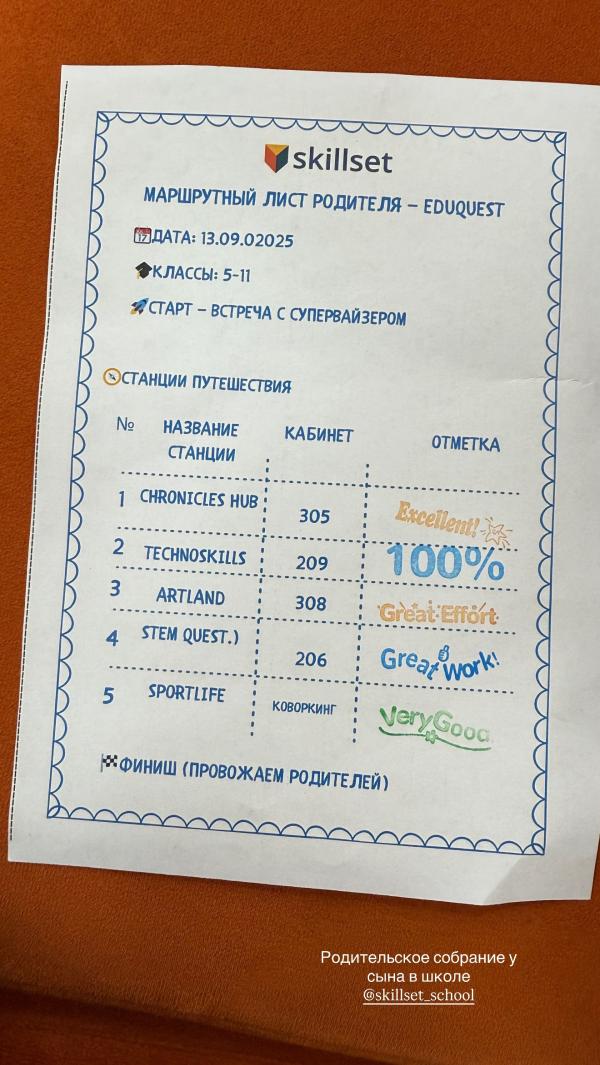 skillset
МАРШРУТНЫЙ ЛИСТ РОДИТЕЛЯ – EDUQUEST
ДАТА: 13.09.02025
КЛАССЫ: 5-11
СТАРТ – ВСТРЕЧА С СУПЕРВАЙЗЕРОМ
СТАНЦИИ ПУТЕШЕСТВИЯ
№ НАЗВАНИЕ СТАНЦИИ КАБИНЕТ ОТМЕТКА
1 CHRONICLES HUB 305 Excellent!
2 TECHNOSKILLS 209 100%
3 ARTLAND 308 Great Effort
4 STEM QUEST.) 206 Great Work!
5 SPORTLIFE КОВОРКИНГ Very Good
ФИНИШ (ПРОВОЖАЕМ РОДИТЕЛЕЙ)
Родительское собрание у
сына в школе
@skillset_school